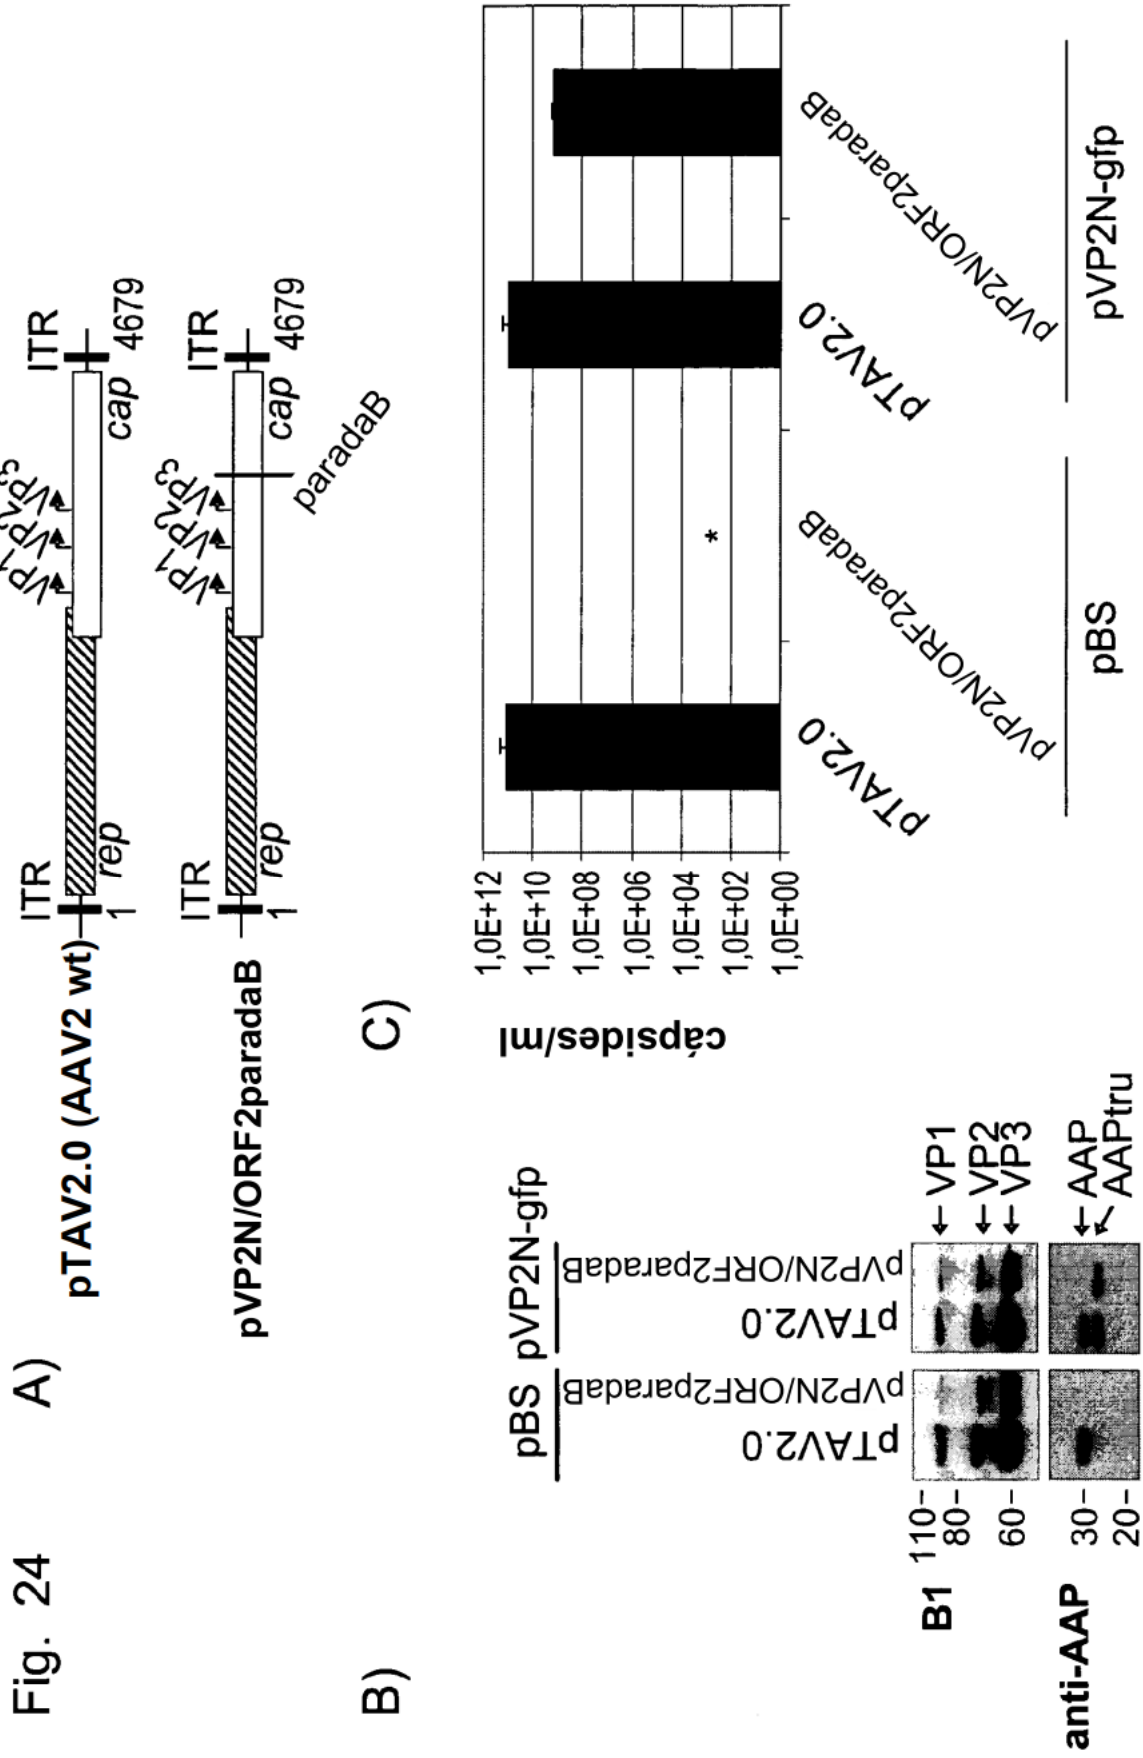 Fig. 24
A)
pTAV2.0 (AAV2 wt)
ITR
1
rep
VP1
VP2
VP3
cap
ITR
4679
pVP2N/ORF2paradaB
ITR
1
rep
VP1
VP2
VP3
cap
ITR
4679
paradaB
B)
pBS
pVP2N-gfp
pTAV2.0
pVP2N/ORF2paradaB
pTAV2.0
pVP2N/ORF2paradaB
B1
110-
80-
60-
VP1
VP2
VP3
anti-AAP
30-
20-
AAP
AAPtru
C)
cápsides/ml
1,0E+12
1,0E+10
1,0E+08
1,0E+06
1,0E+04
1,0E+02
1,0E+00
*
pTAV2.0
pVP2N/ORF2paradaB
pTAV2.0
pVP2N/ORF2paradaB
pBS
pVP2N-gfp